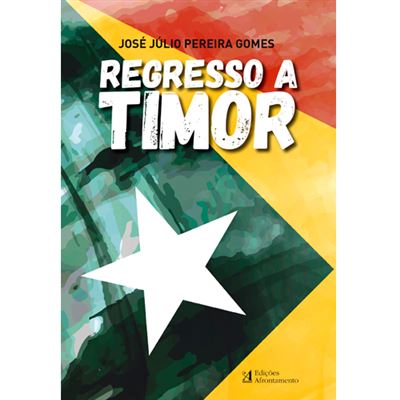 JOSÉ JÚLIO PEREIRA GOMES
REGRESSO A
TIMOR
Edições
Afrontamento